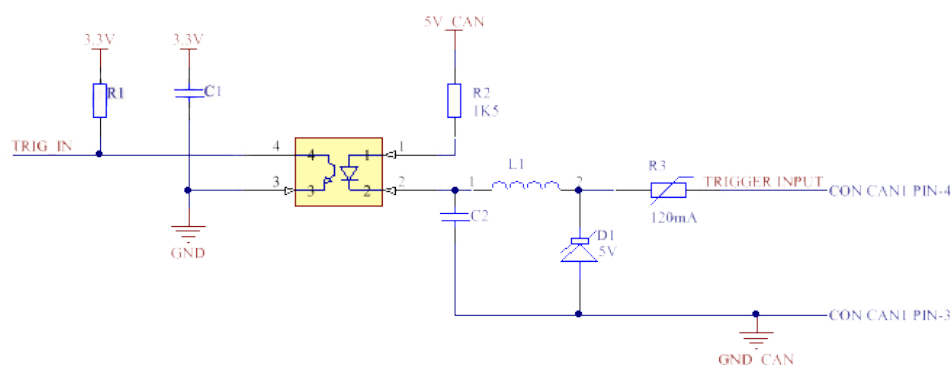 5V_CAN
3.3V
3.3V
R1
C1
R2
1K5
TRIG_IN
4
4
1
1
3
3
2
2
GND
L1
1
2
C2
D1
5V
R3
120mA
TRIGGER INPUT
CON CAN1 PIN-4
CON CAN1 PIN-3
GND_CAN